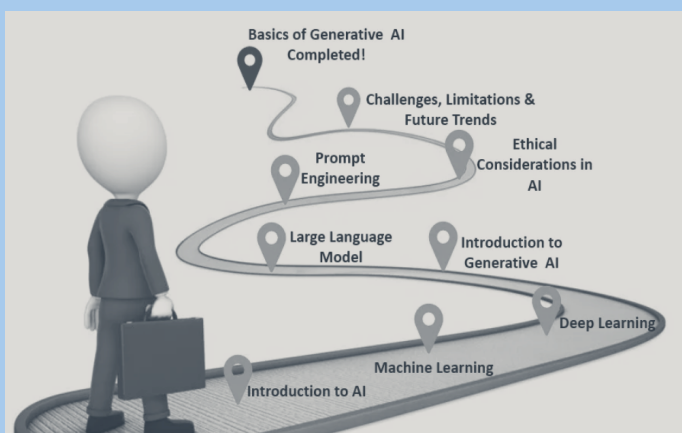 Basics of Generative AI
Completed!
Challenges, Limitations &
Future Trends
Ethical
Considerations in
AI
Prompt
Engineering
Large Language
Model
Introduction to
Generative AI
Deep Learning
Machine Learning
Introduction to AI